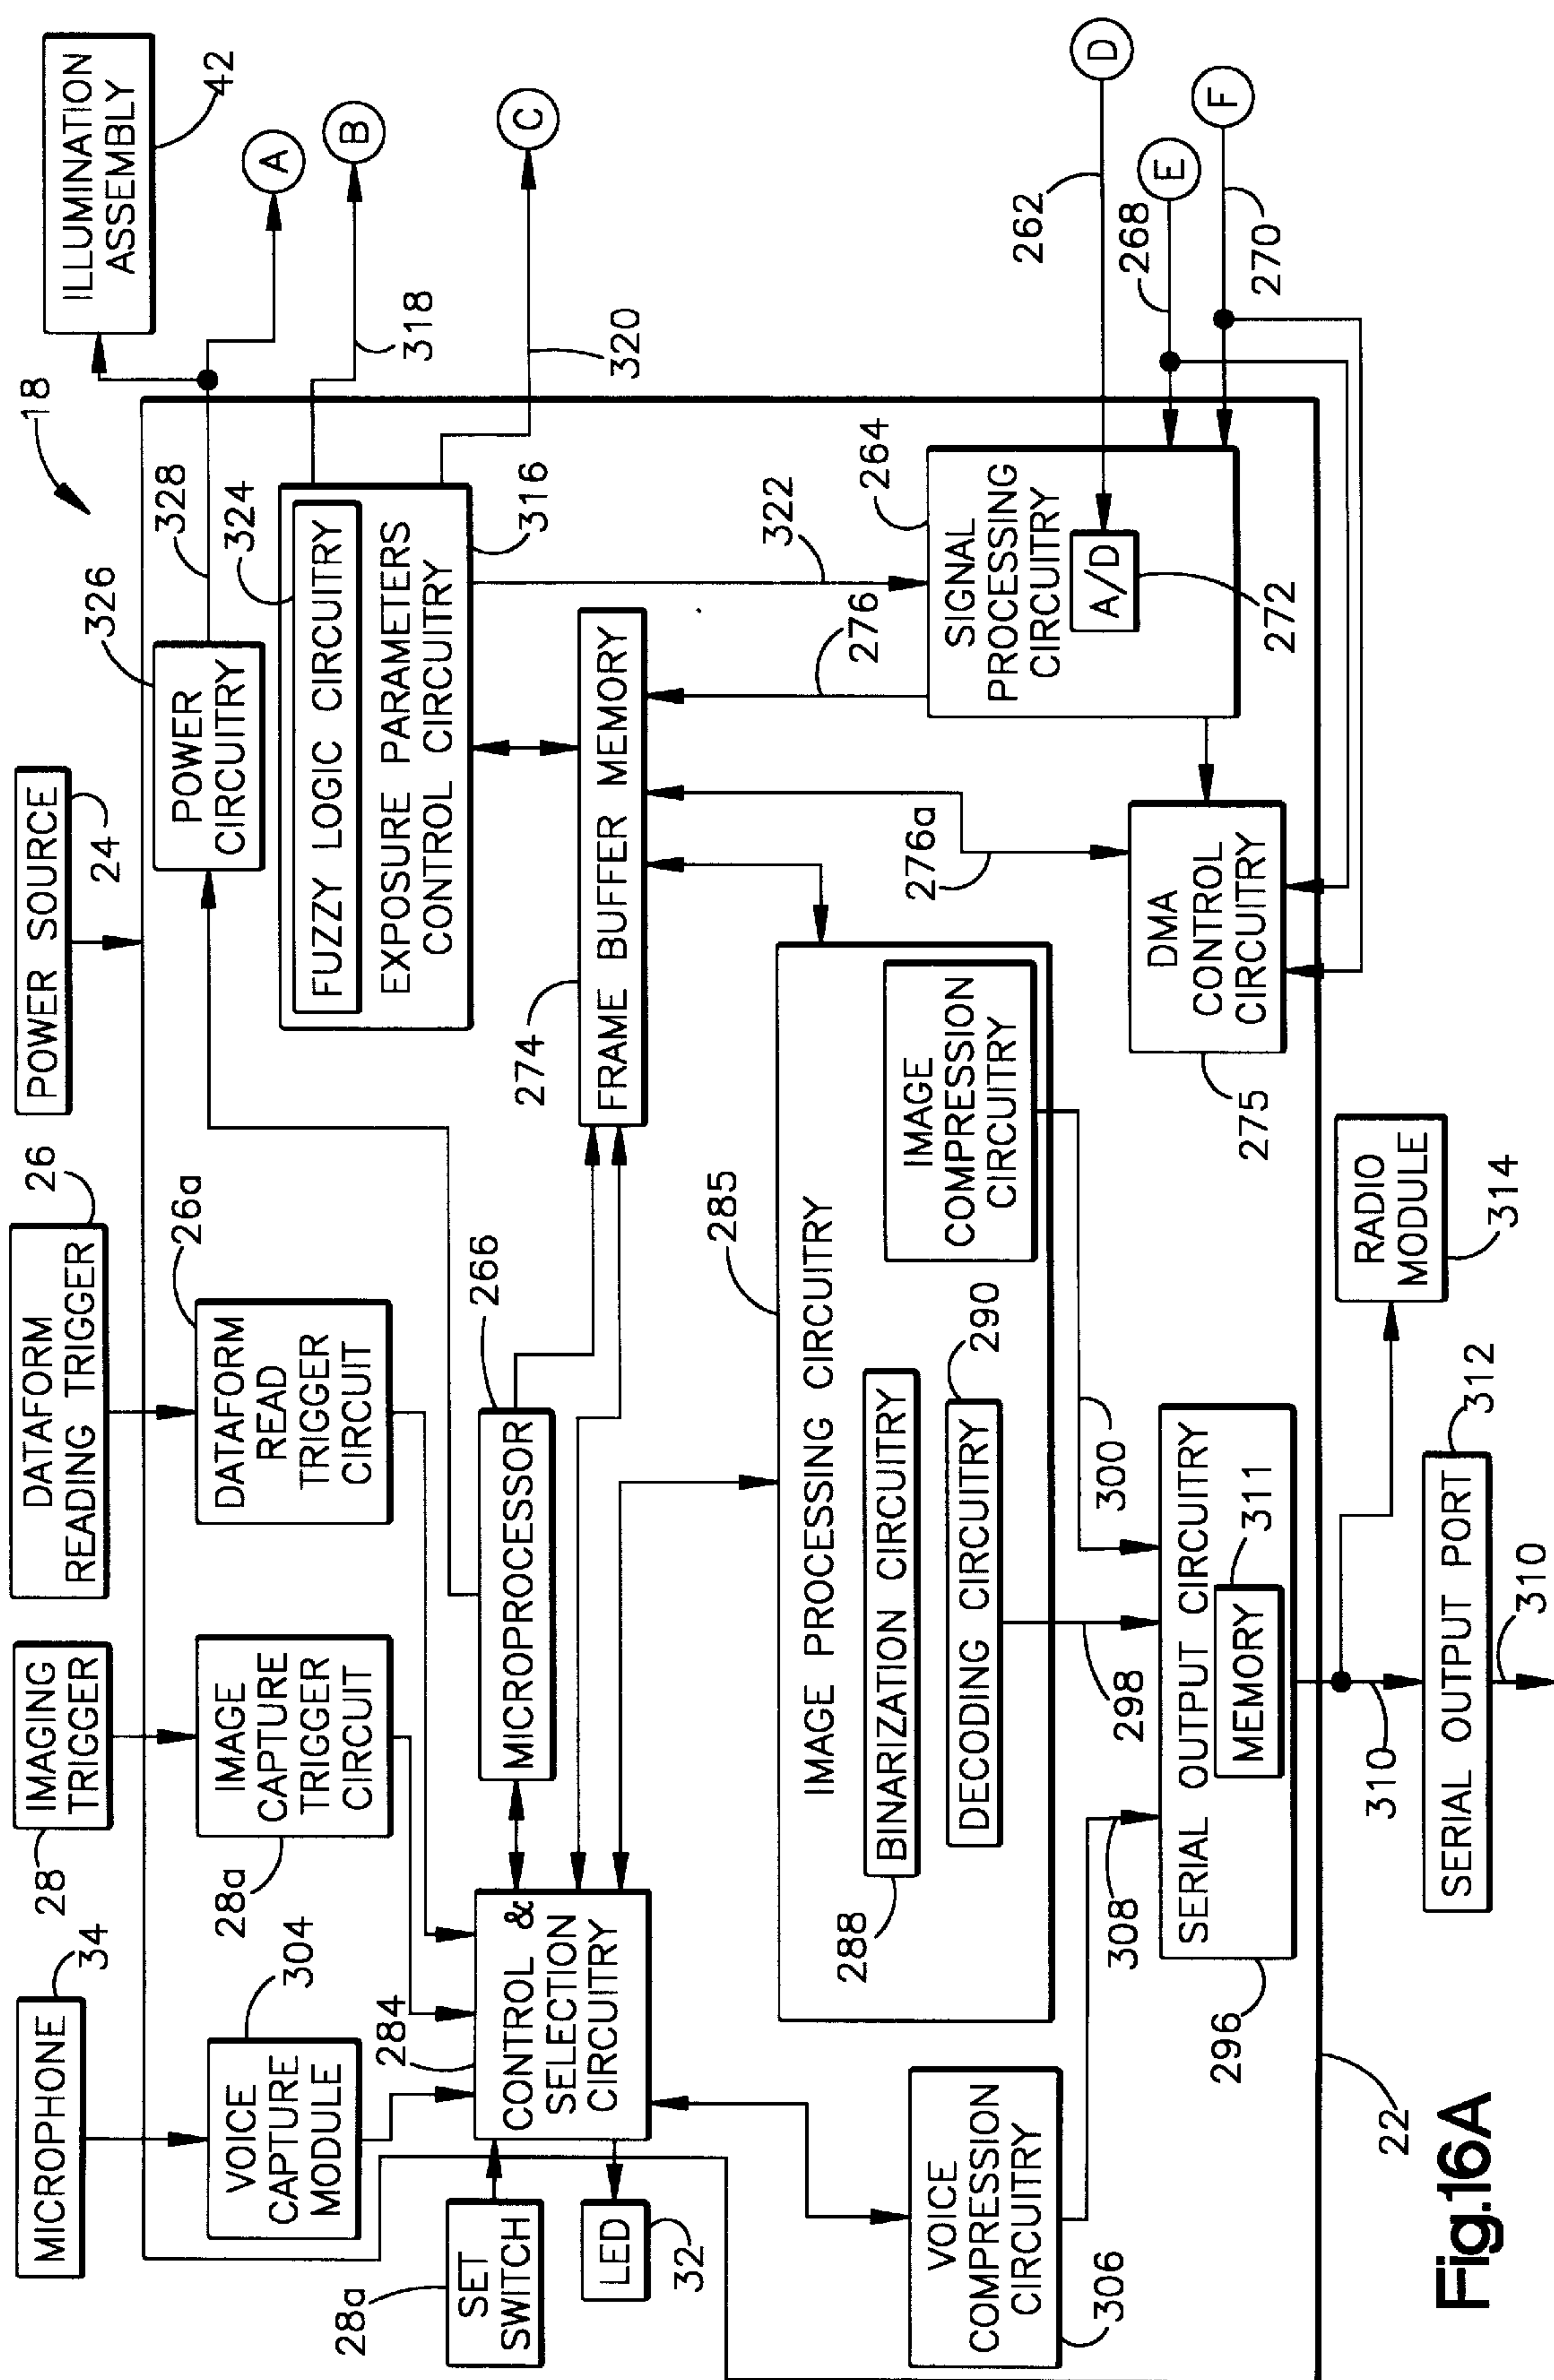 MICROPHONE
34
IMAGING
TRIGGER
28
DATAFORM
READING TRIGGER
26
POWER SOURCE
24
18
ILLUMINATION
ASSEMBLY
42
VOICE
CAPTURE
MODULE
304
IMAGE
CAPTURE
TRIGGER
CIRCUIT
28a
DATAFORM
READ
TRIGGER
CIRCUIT
26a
POWER
CIRCUITRY
326
328
A
B
318
FUZZY LOGIC CIRCUITRY
324
EXPOSURE PARAMETERS
CONTROL CIRCUITRY
316
C
320
SET
SWITCH
28a
LED
32
CONTROL &
SELECTION
CIRCUITRY
284
MICROPROCESSOR
266
FRAME BUFFER MEMORY
274
276
322
276a
VOICE
COMPRESSION
CIRCUITRY
306
IMAGE PROCESSING CIRCUITRY
285
BINARIZATION CIRCUITRY
288
DECODING CIRCUITRY
290
IMAGE
COMPRESSION
CIRCUITRY
SIGNAL
PROCESSING
CIRCUITRY
264
A/D
272
262
D
268
E
270
F
DMA
CONTROL
CIRCUITRY
275
308
298
300
SERIAL OUTPUT CIRCUITRY
MEMORY
311
296
22
310
RADIO
MODULE
314
SERIAL OUTPUT PORT
312
310
Fig.16A